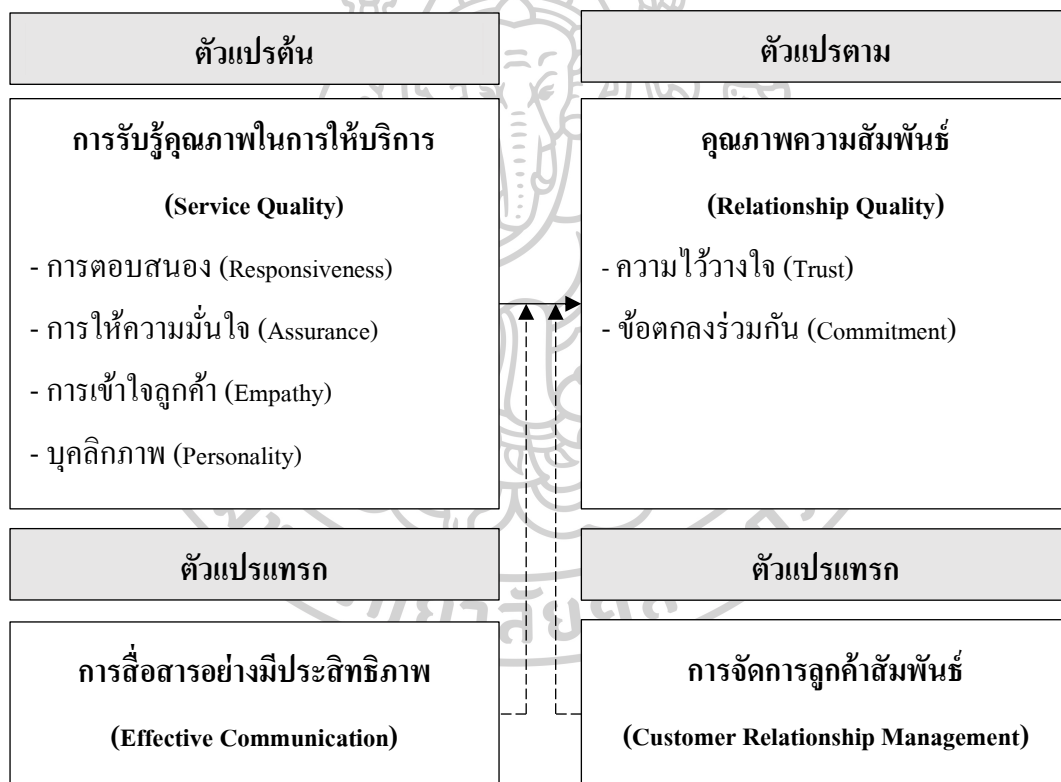 ตัวแปรต้น
การรับรู้คุณภาพในการให้บริการ
(Service Quality)
- การตอบสนอง (Responsiveness)
- การให้ความมั่นใจ (Assurance)
- การเข้าใจลูกค้า (Empathy)
- บุคลิกภาพ (Personality)
ตัวแปรตาม
คุณภาพความสัมพันธ์
(Relationship Quality)
- ความไว้วางใจ (Trust)
- ข้อตกลงร่วมกัน (Commitment)
ตัวแปรแทรก
การสื่อสารอย่างมีประสิทธิภาพ
(Effective Communication)
ตัวแปรแทรก
การจัดการลูกค้าสัมพันธ์
(Customer Relationship Management)